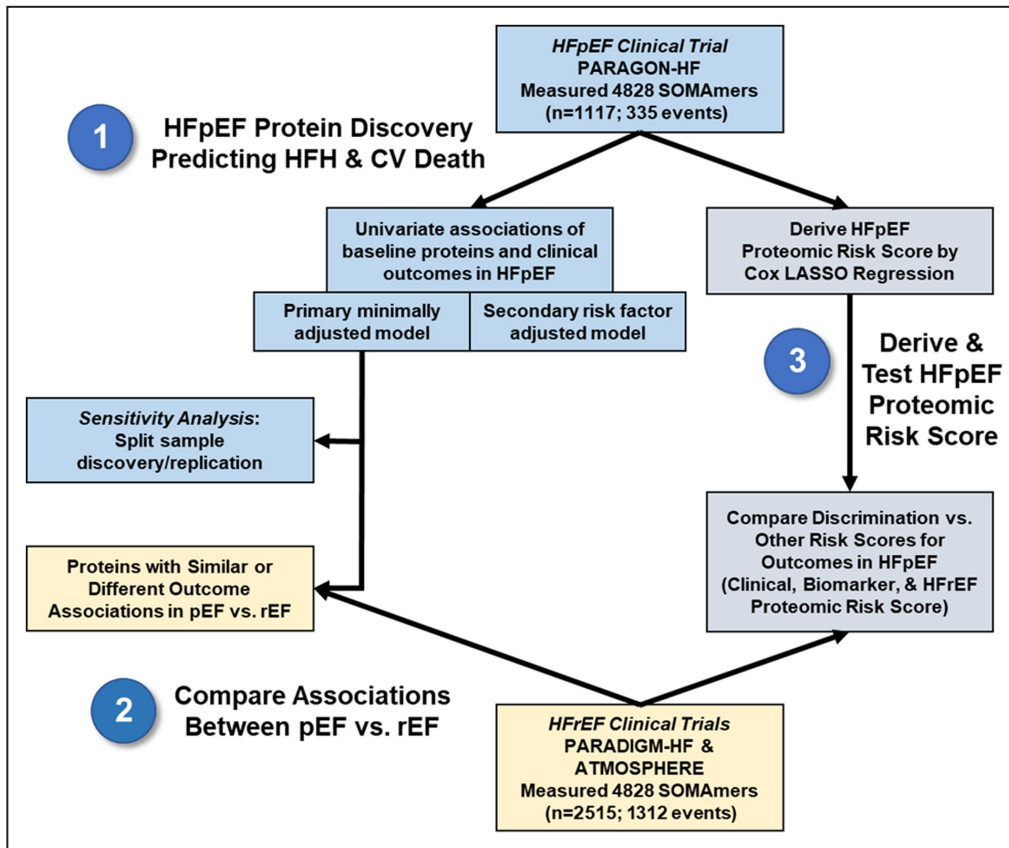 HFpEF Clinical Trial
PARAGON-HF
Measured 4828 SOMAmers
(n=1117; 335 events)
1
HFpEF Protein Discovery
Predicting HFH & CV Death
Univariate associations of
baseline proteins and clinical
outcomes in HFpEF
Primary minimally
adjusted model
Secondary risk factor
adjusted model
Derive HFpEF
Proteomic Risk Score by
Cox LASSO Regression
3
Derive &
Test HFpEF
Proteomic
Risk Score
Sensitivity Analysis:
Split sample
discovery/replication
Proteins with Similar or
Different Outcome
Associations in pEF vs. rEF
Compare Discrimination vs.
Other Risk Scores for
Outcomes in HFpEF
(Clinical, Biomarker, & HFrEF
Proteomic Risk Score)
2
Compare Associations
Between pEF vs. rEF
HFrEF Clinical Trials
PARADIGM-HF &
ATMOSPHERE
Measured 4828 SOMAmers
(n=2515; 1312 events)